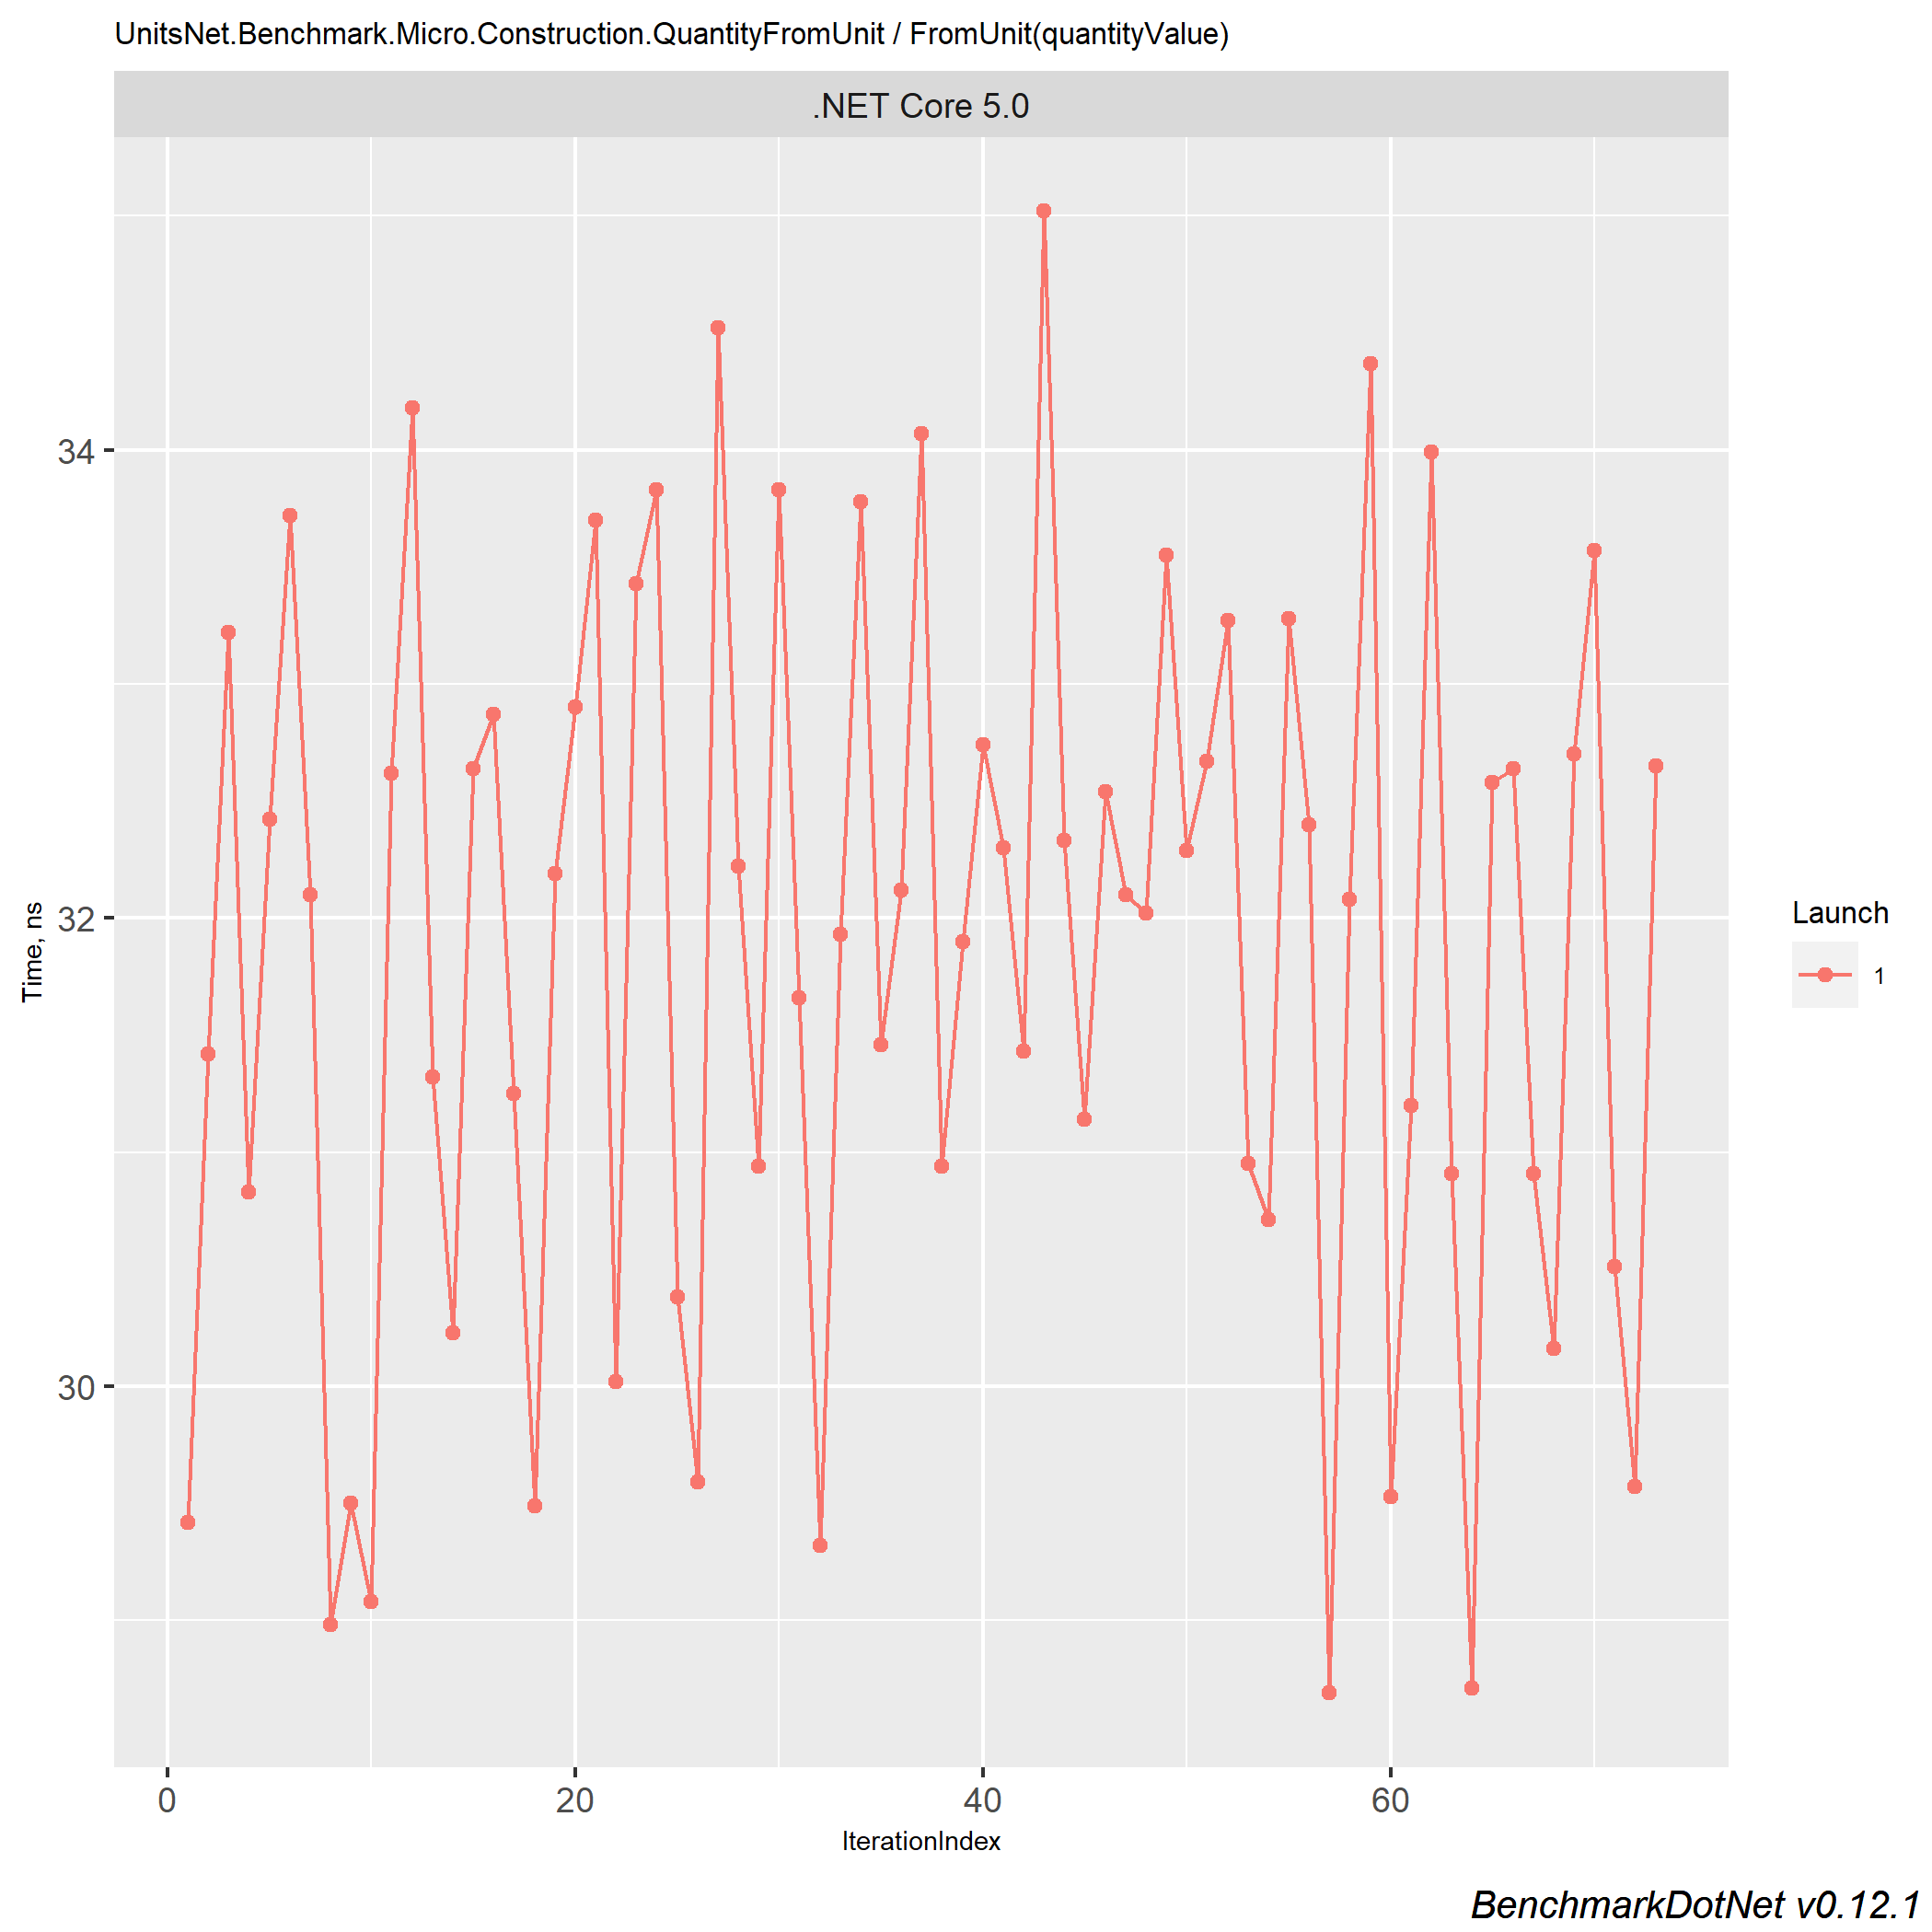 UnitsNet.Benchmark.Micro.Construction.QuantityFromUnit / FromUnit(quantityValue)
.NET Core 5.0
34
32
30
Time, ns
0 20 40 60
IterationIndex
Launch
1
BenchmarkDotNet v0.12.1